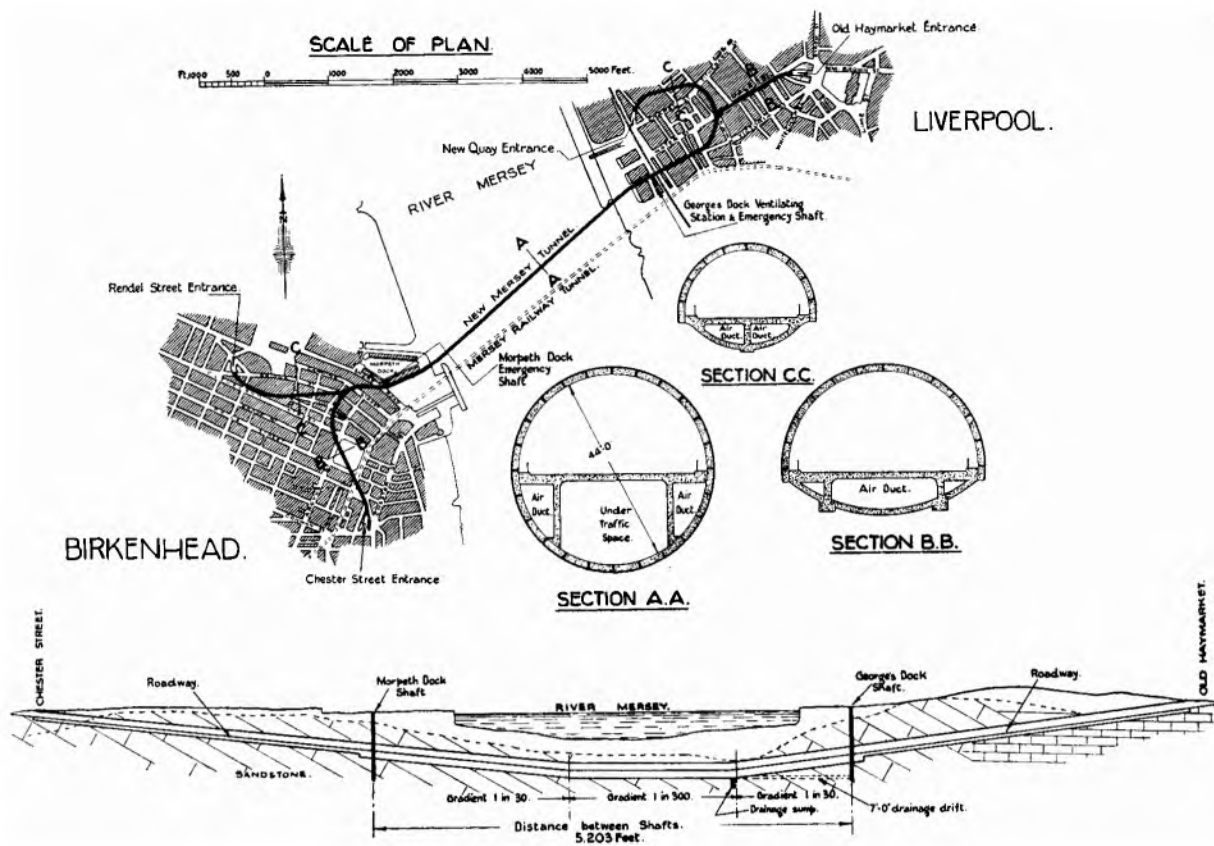 SCALE OF PLAN.
Ft.1000 500 0 1000 2000 3000 4000 5000 Feet.
Old Haymarket Entrance.
LIVERPOOL.
C
B
B
C
New Quay Entrance.
RIVER MERSEY
N
Georges Dock Ventilating
Station & Emergency Shaft.
A
A
NEW MERSEY TUNNEL
MERSEY RAILWAY TUNNEL.
Rendel Street Entrance.
C
C
MORPETH
DOCK
Morpeth Dock
Emergency
Shaft
B
B
BIRKENHEAD.
Chester Street Entrance
Air
Duct.
Air
Duct.
SECTION C.C.
44'.0"
Air
Duct.
Under
Traffic
Space.
Air
Duct.
SECTION A.A.
Air Duct.
SECTION B.B.
CHESTER STREET.
Roadway.
Morpeth Dock
Shaft
RIVER MERSEY.
George's Dock
Shaft.
Roadway.
OLD HAYMARKET.
SANDSTONE.
Gradient 1 in 30.
Gradient 1 in 300.
Gradient 1 in 30.
Drainage sump.
7'-0" drainage drift.
Distance between Shafts.
5,203 Feet.